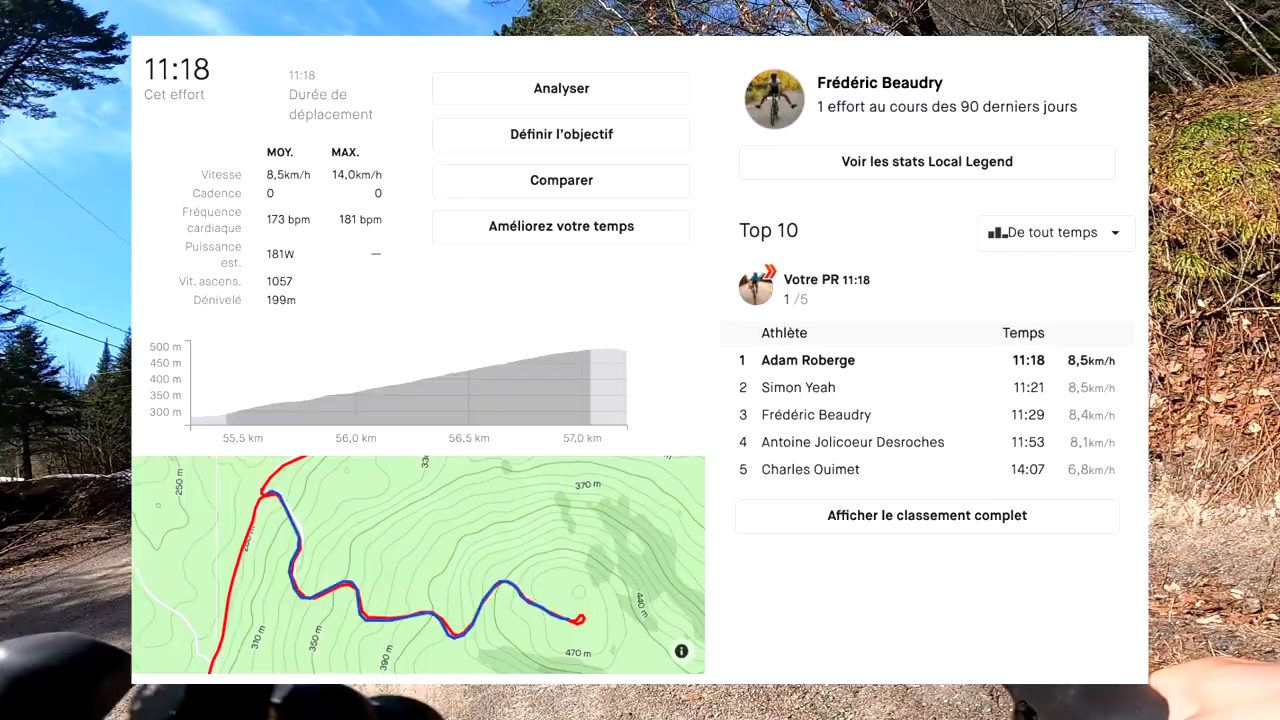 11:18
Cet effort
11:18
Durée de
déplacement
MOY. MAX.
Vitesse 8,5km/h 14,0km/h
Cadence 0 0
Fréquence
cardiaque 173 bpm 181 bpm
Puissance
est. 181W —
Vit. ascens. 1057
Dénivelé 199m
Analyser
Définir l'objectif
Comparer
Améliorez votre temps
500 m
450 m
400 m
350 m
300 m
55,5 km 56,0 km 56,5 km 57,0 km
250 m
370 m
310 m
350 m
390 m
440 m
470 m
Frédéric Beaudry
1 effort au cours des 90 derniers jours
Voir les stats Local Legend
Top 10
De tout temps
Votre PR 11:18
1 /5
Athlète Temps
1 Adam Roberge 11:18 8,5km/h
2 Simon Yeah 11:21 8,5km/h
3 Frédéric Beaudry 11:29 8,4km/h
4 Antoine Jolicoeur Desroches 11:53 8,1km/h
5 Charles Ouimet 14:07 6,8km/h
Afficher le classement complet